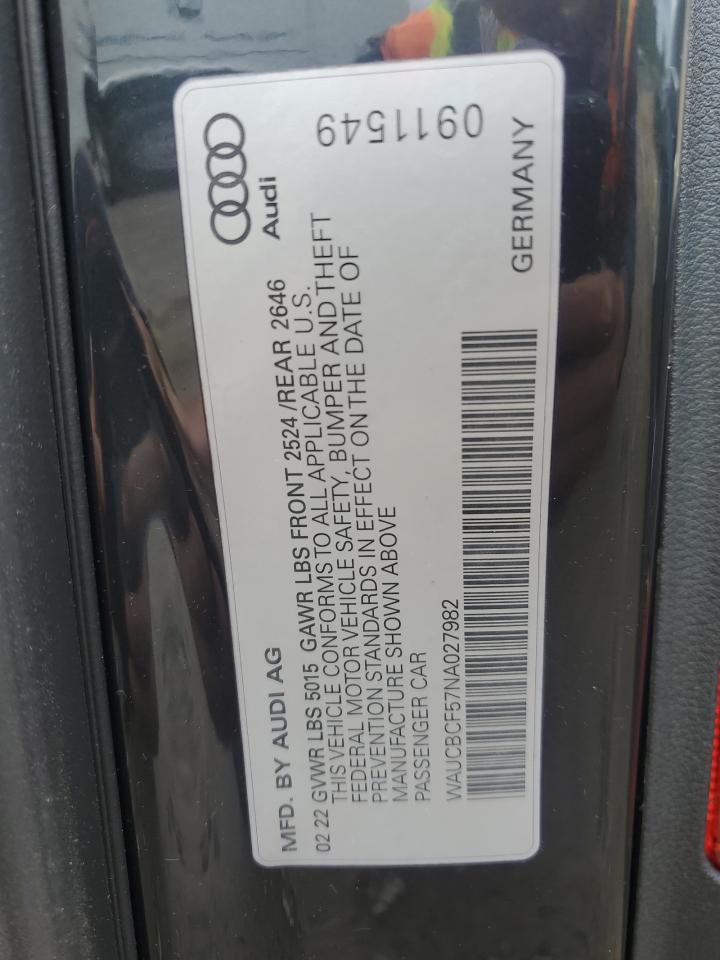 MFD. BY AUDI AG
Audi
02 22 GVWR LBS 5015 GAWR LBS FRONT 2524 /REAR 2646
THIS VEHICLE CONFORMS TO ALL APPLICABLE U.S.
FEDERAL MOTOR VEHICLE SAFETY, BUMPER AND THEFT
PREVENTION STANDARDS IN EFFECT ON THE DATE OF
MANUFACTURE SHOWN ABOVE
PASSENGER CAR
0911549
WAUCBCF57NA027982
GERMANY